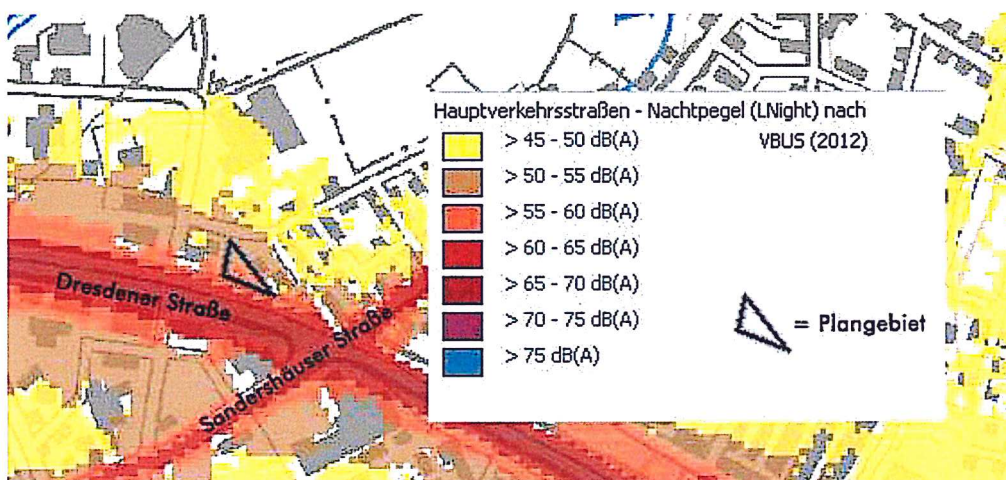 Hauptverkehrsstraßen - Nachtpegel (LNight) nach
VBUS (2012)
> 45 - 50 dB(A)
> 50 - 55 dB(A)
> 55 - 60 dB(A)
> 60 - 65 dB(A)
> 65 - 70 dB(A)
> 70 - 75 dB(A)
> 75 dB(A)
= Plangebiet
Dresdener Straße
Sandershäuser Straße